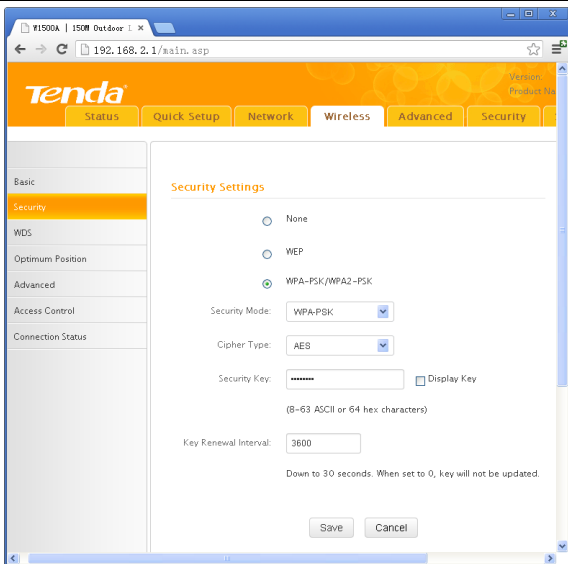 W1500A | 150M Outdoor L
192.168.2.1/main.asp
Tenda
Version:
Product Na
Status
Quick Setup
Network
Wireless
Advanced
Security
Basic
Security
WDS
Optimum Position
Advanced
Access Control
Connection Status
Security Settings
None
WEP
WPA-PSK/WPA2-PSK
Security Mode: WPA-PSK
Cipher Type: AES
Security Key: •••••••• Display Key
(8-63 ASCII or 64 hex characters)
Key Renewal Interval: 3600
Down to 30 seconds. When set to 0, key will not be updated.
Save Cancel